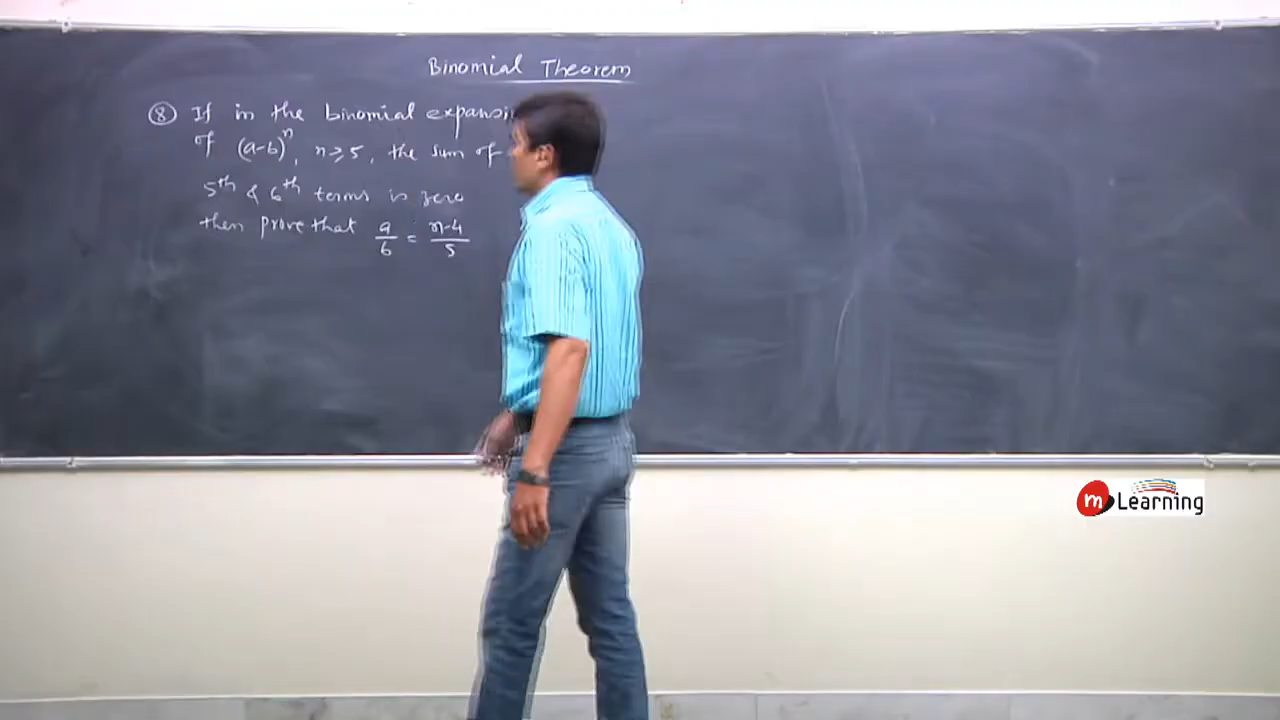 Binomial Theorem
⑧ If in the binomial expansi
of (a-b)ⁿ, n⩾5, the sum of
5th & 6th terms is zero
then prove that a/b = n-4/5
m Learning